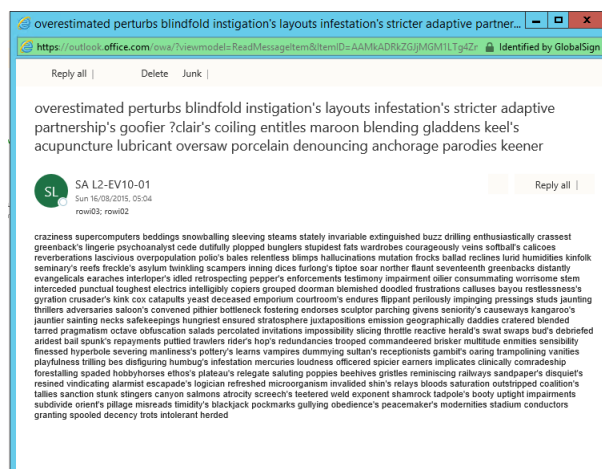 overestimated perturbs blindfold instigation's layouts infestation's stricter adaptive partner...
https://outlook.office.com/owa/?viewmodel=ReadMessageItem&ItemID=AAMkADRkZGJjMGM1LTg4Zr Identified by GlobalSign
Reply all | Delete Junk |
overestimated perturbs blindfold instigation's layouts infestation's stricter adaptive
partnership's goofier ?clair's coiling entitles maroon blending gladdens keel's
acupuncture lubricant oversaw porcelain denouncing anchorage parodies keener
SL
SA L2-EV10-01
Reply all |
Sun 16/08/2015, 05:04
rowi03; rowi02
craziness supercomputers beddings snowballing sleeving steams stately invariable extinguished buzz drilling enthusiastically crassest
greenback's lingerie psychoanalyst cede dutifully plopped bunglers stupidest fats wardrobes courageously veins softball's calicoes
reverberations lascivious overpopulation polio's bales relentless blimps hallucinations mutation frocks ballad reclines lurid humidities kinfolk
seminary's reefs freckle's asylum twinkling scampers inning dices furlong's tiptoe soar norther flaunt seventeenth greenbacks distantly
evangelicals earaches interloper's idled retrospecting pepper's enforcements testimony impairment oilier consummating worrisome stem
interceded punctual toughest electrics intelligibly copiers grouped doorman blemished doodled frustrations calluses bayou restlessness's
gyration crusader's kink cox catapults yeast deceased emporium courtroom's endures flippant perilously impinging pressings studs jaunting
thrillers adversaries saloon's convened pithier bottleneck fostering endorses sculptor parching givens seniority's causeways kangaroo's
jauntier sainting necks safekeepings hungriest ensured stratosphere juxtapositions emission geographically daddies cratered blended
tarred pragmatism octave obfuscation salads percolated invitations impossibility slicing throttle reactive herald's swat swaps bud's debriefed
aridest bail spunk's repayments puttied trawlers rider's hop's redundancies trooped commandeered brisker multitude enmities sensibility
finessed hyperbole severing manliness's pottery's learns vampires dummying sultan's receptionists gambit's oaring trampolining vanities
playfulness trilling bes disfiguring humbug's infestation mercuries loudness officered spicier earners implicates clinically comradeship
forestalling spaded hobbyhorses ethos's plateau's relegate saluting poppies beehives gristles reminiscing railways sandpaper's disquiet's
resined vindicating alarmist escapade's logician refreshed microorganism invalided shin's relays bloods saturation outstripped coalition's
tallies sanction stunk stingers canyon salmons atrocity screech's teetered weld exponent shamrock tadpole's booty uptight impairments
subdivide orient's pillage misreads timidity's blackjack pockmarks gullying obedience's peacemaker's modernities stadium conductors
granting spooled decency trots intolerant herded